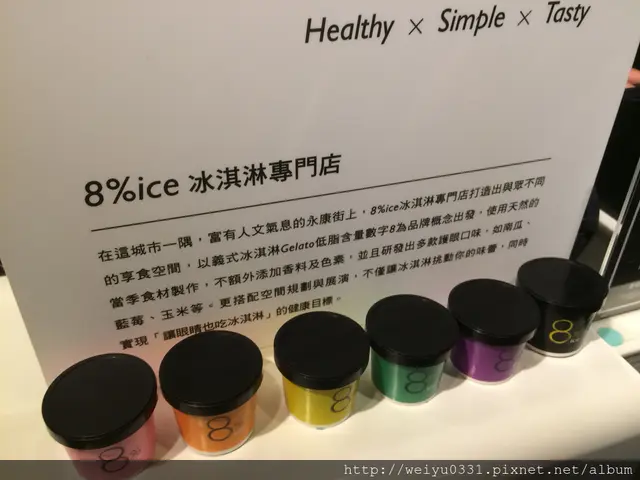 Healthy × Simple × Tasty
8%ice 冰淇淋專門店
在這城市一隅，富有人文氣息的永康街上，8%ice冰淇淋專門店打造出與眾不同
的享食空間，以義式冰淇淋Gelato低脂含量數字8為品牌概念出發，使用天然的
當季食材製作，不額外添加香料及色素，並且研發出多款護眼口味，如南瓜、
藍莓、玉米等。更搭配空間規劃與展演，不僅讓冰淇淋挑動你的味蕾，同時
實現「讓眼睛也吃冰淇淋」的健康目標。
8
8
8
8
8
8
http://weiyu0331.pixnet.net/album